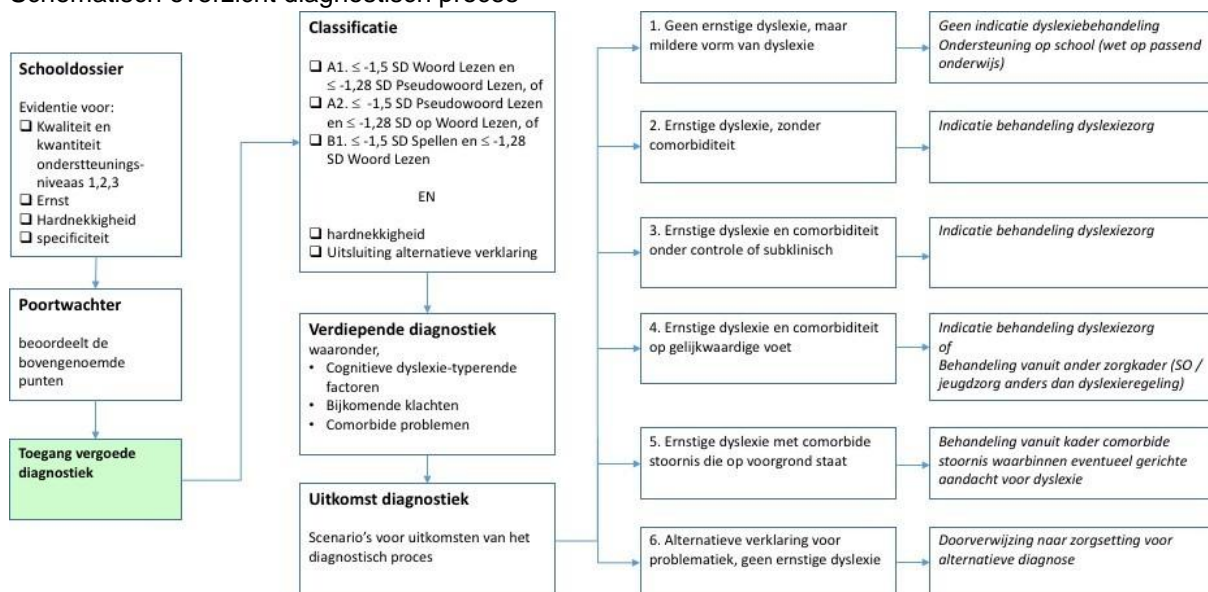 Schematisch overzicht diagnostisch proces
Schooldossier
Evidentie voor:
❑ Kwaliteit en
kwantiteit
onderstteunings-
niveaas 1,2,3
❑ Ernst
❑ Hardnekkigheid
❑ specificiteit
Poortwachter
beoordeelt de
bovengenoemde
punten
Toegang vergoede
diagnostiek
Classificatie
❑ A1. ≤ -1,5 SD Woord Lezen en
≤ -1,28 SD Pseudowoord Lezen, of
❑ A2. ≤ -1,5 SD Pseudowoord Lezen
en ≤ -1,28 SD op Woord Lezen, of
❑ B1. ≤ -1,5 SD Spellen en ≤ -1,28
SD Woord Lezen
EN
❑ hardnekkigheid
❑ Uitsluiting alternatieve verklaring
Verdiepende diagnostiek
waaronder,
• Cognitieve dyslexie-typerende
factoren
• Bijkomende klachten
• Comorbide problemen
Uitkomst diagnostiek
Scenario's voor uitkomsten van het
diagnostisch proces
1. Geen ernstige dyslexie, maar
mildere vorm van dyslexie
Geen indicatie dyslexiebehandeling
Ondersteuning op school (wet op passend
onderwijs)
2. Ernstige dyslexie, zonder
comorbiditeit
Indicatie behandeling dyslexiezorg
3. Ernstige dyslexie en comorbiditeit
onder controle of subklinisch
Indicatie behandeling dyslexiezorg
4. Ernstige dyslexie en comorbiditeit
op gelijkwaardige voet
Indicatie behandeling dyslexiezorg
of
Behandeling vanuit ander zorgkader (SO /
jeugdzorg anders dan dyslexieregeling)
5. Ernstige dyslexie met comorbide
stoornis die op voorgrond staat
Behandeling vanuit kader comorbide
stoornis waarbinnen eventueel gerichte
aandacht voor dyslexie
6. Alternatieve verklaring voor
problematiek, geen ernstige dyslexie
Doorverwijzing naar zorgsetting voor
alternatieve diagnose